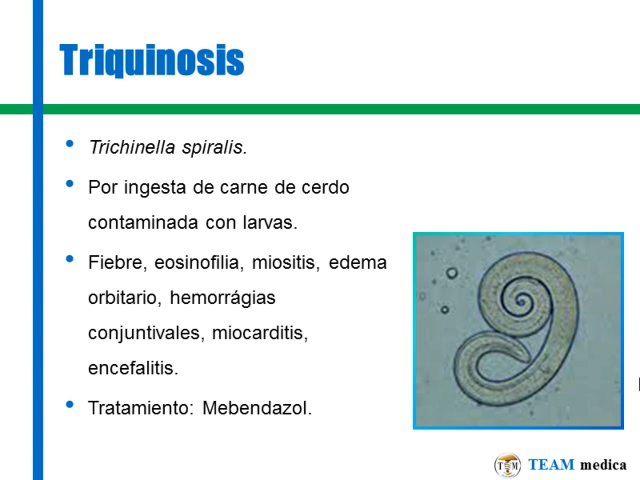 Triquinosis
Trichinella spiralis.
Por ingesta de carne de cerdo
contaminada con larvas.
Fiebre, eosinofilia, miositis, edema
orbitario, hemorrágias
conjuntivales, miocarditis,
encefalitis.
Tratamiento: Mebendazol.
TM
TEAM medica